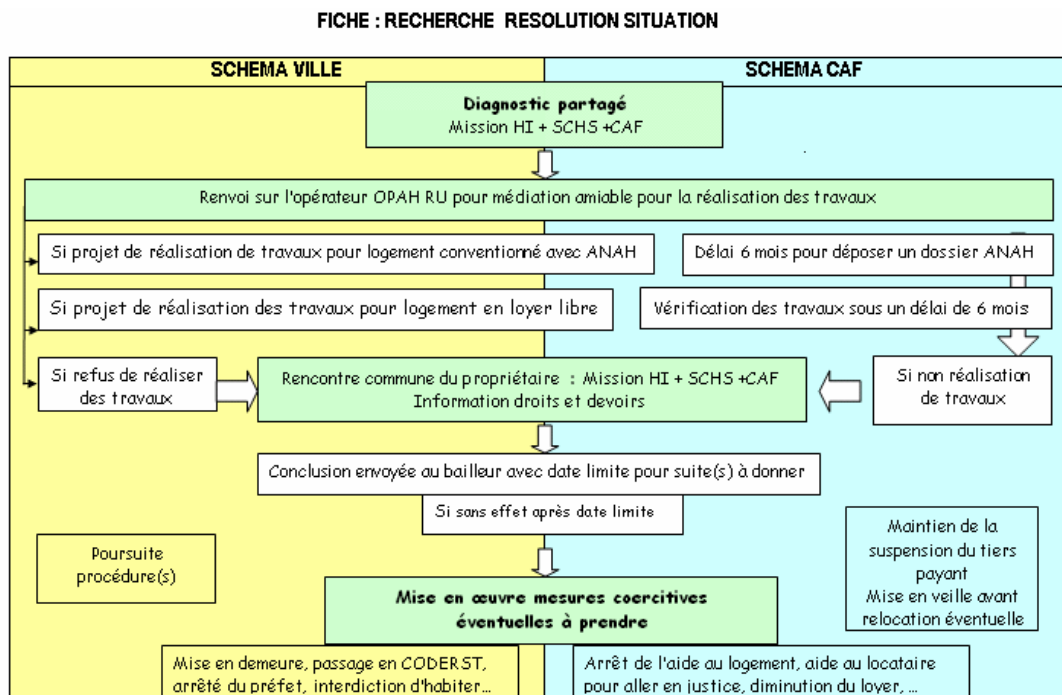 FICHE : RECHERCHE RESOLUTION SITUATION
SCHEMA VILLE
SCHEMA CAF
Diagnostic partagé
Mission HI + SCHS +CAF
Renvoi sur l'opérateur OPAH RU pour médiation amiable pour la réalisation des travaux
Si projet de réalisation de travaux pour logement conventionné avec ANAH
Délai 6 mois pour déposer un dossier ANAH
Si projet de réalisation des travaux pour logement en loyer libre
Vérification des travaux sous un délai de 6 mois
Si refus de réaliser
des travaux
Rencontre commune du propriétaire : Mission HI + SCHS +CAF
Information droits et devoirs
Si non réalisation
de travaux
Conclusion envoyée au bailleur avec date limite pour suite(s) à donner
Si sans effet après date limite
Poursuite
procédure(s)
Maintien de la
suspension du tiers
payant
Mise en veille avant
relocation éventuelle
Mise en œuvre mesures coercitives
éventuelles à prendre
Mise en demeure, passage en CODERST,
arrêté du préfet, interdiction d'habiter...
Arrêt de l'aide au logement, aide au locataire
pour aller en justice, diminution du loyer, ...